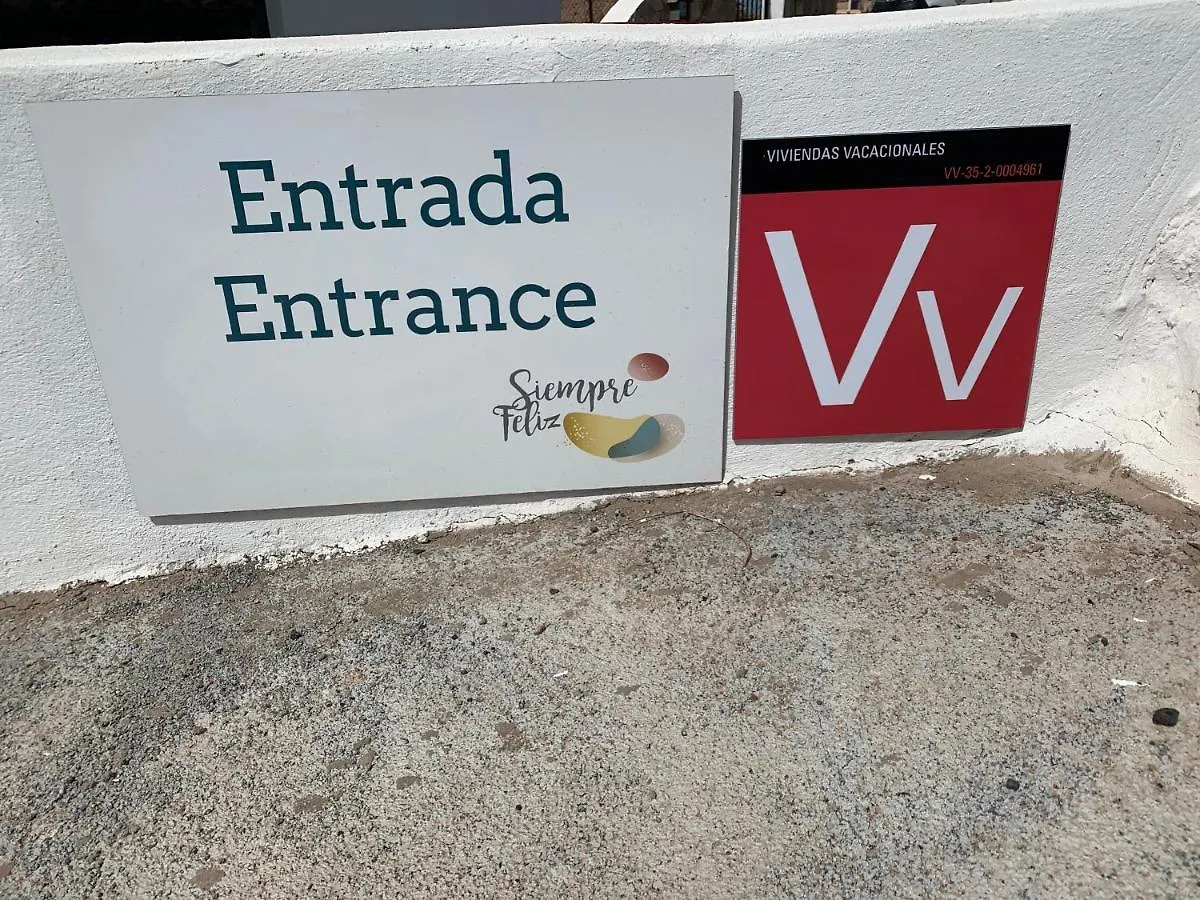 Entrada
Entrance
Siempre
Feliz
VIVIENDAS VACACIONALES
VV-35-2-0004961
Vv